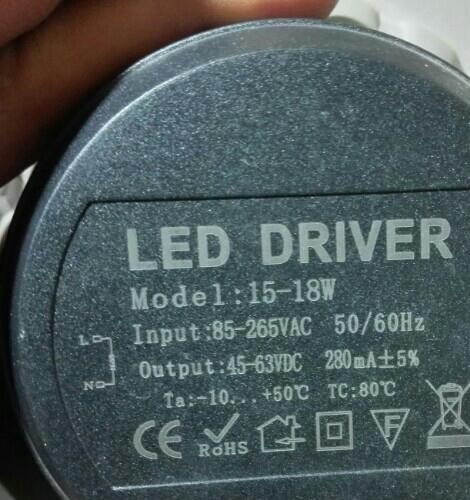 LED DRIVER
Model:15-18W
Input:85-265VAC 50/60Hz
Output:45-63VDC 280mA±5%
Ta:-10...+50℃ TC:80℃
L
N
CE RoHS F